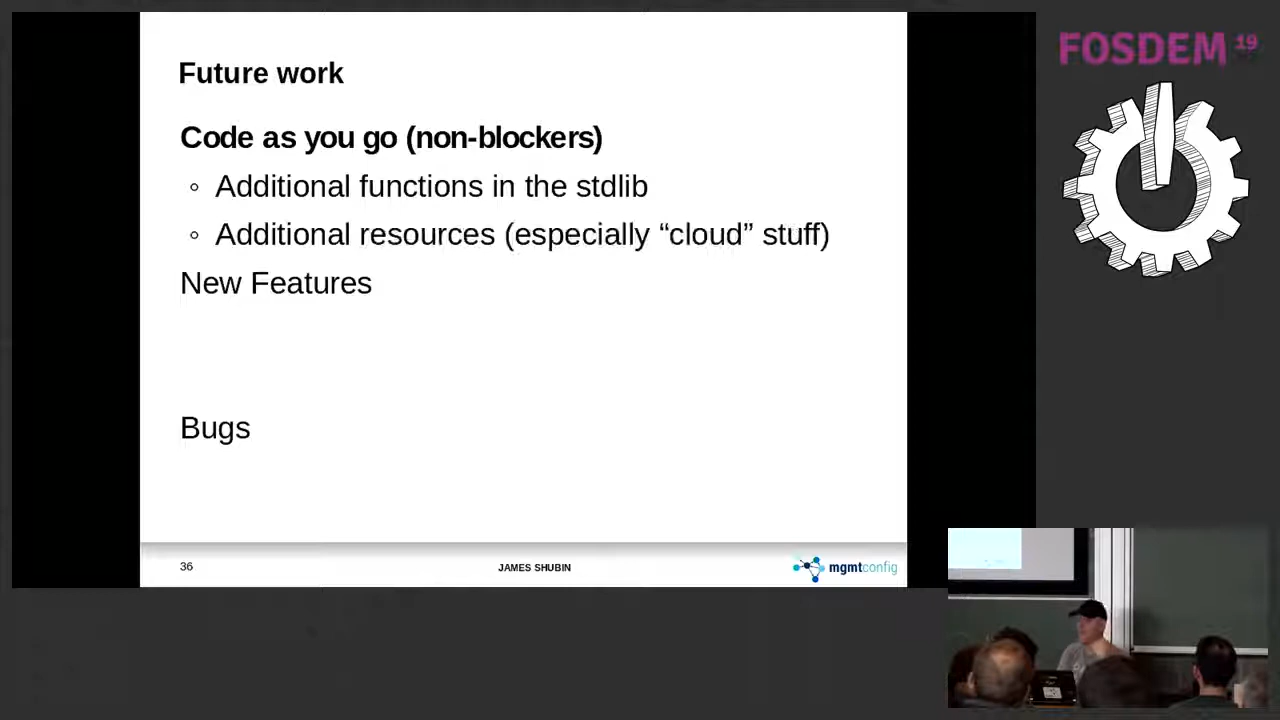 Future work
Code as you go (non-blockers)
Additional functions in the stdlib
Additional resources (especially “cloud” stuff)
New Features
Bugs
36
JAMES SHUBIN
mgmtconfig
FOSDEM 19